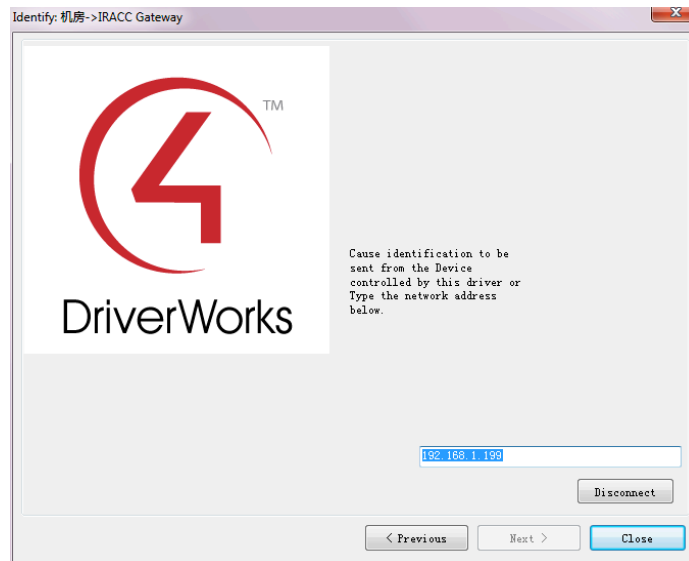 Identify: 机房->IRACC Gateway
TM
4
DriverWorks
Cause identification to be
sent from the Device
controlled by this driver or
Type the network address
below.
192.168.1.199
Disconnect
< Previous
Next >
Close